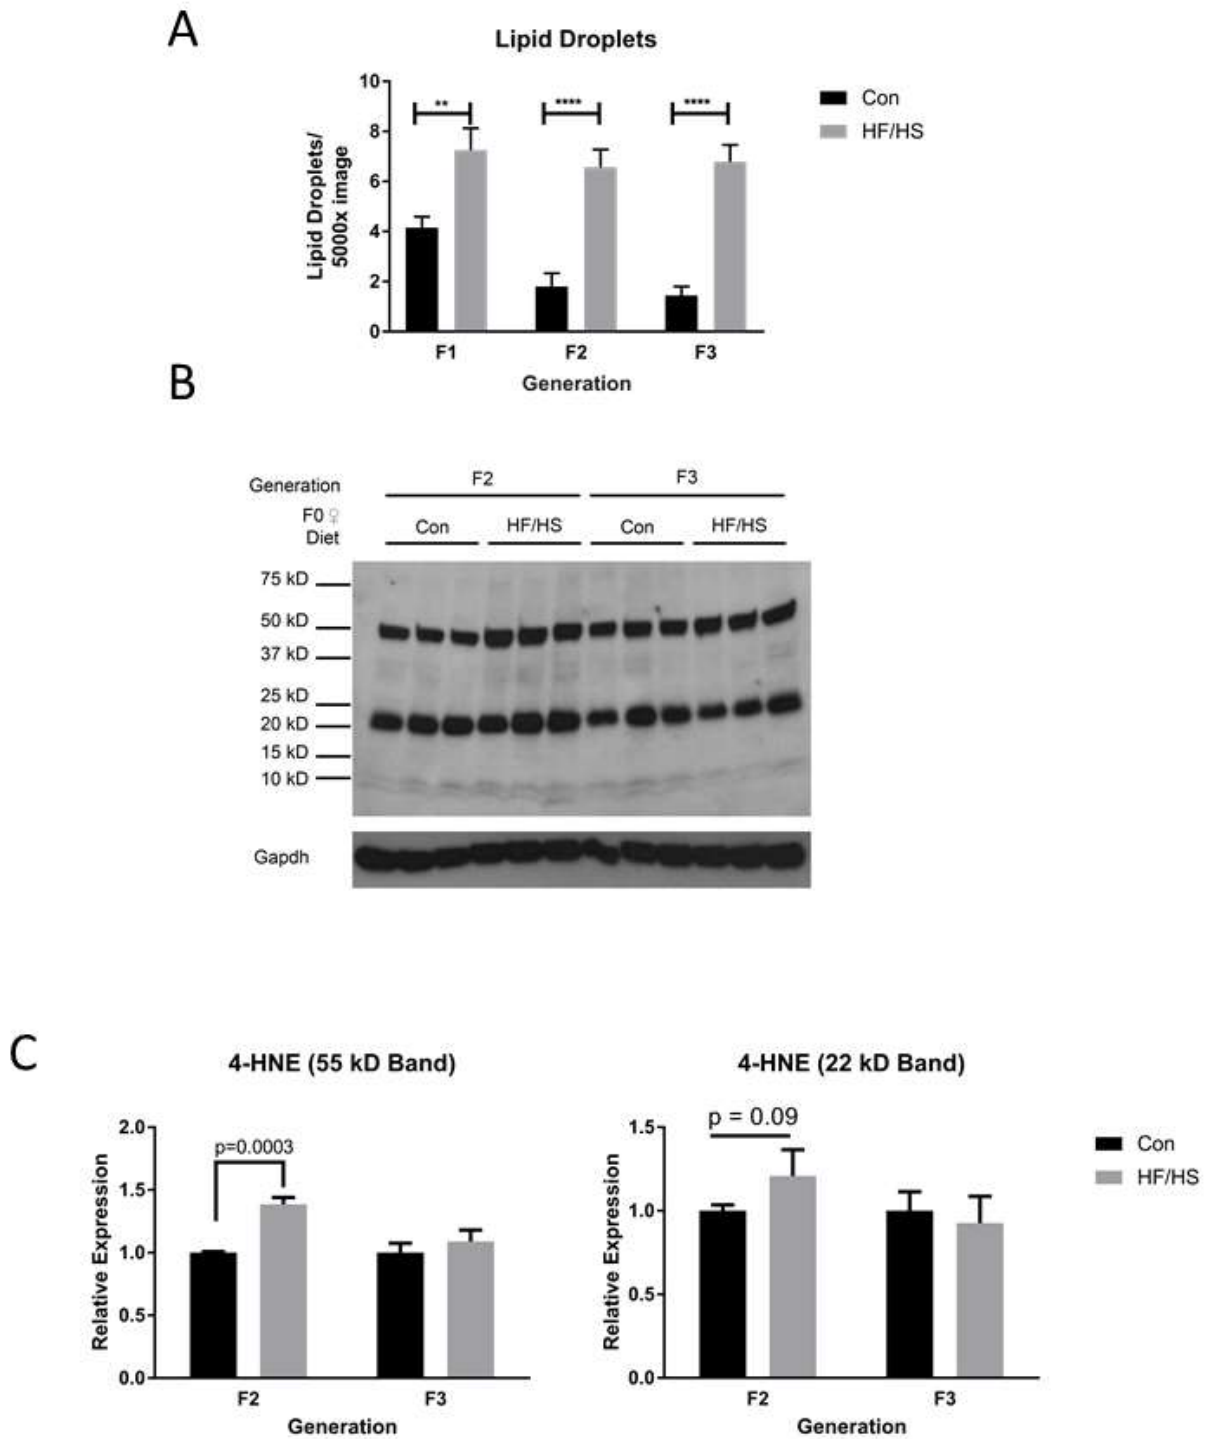 A
Lipid Droplets
10
8
6
4
2
0
Lipid Droplets/
5000x image
**
****
****
Con
HF/HS
F1
F2
F3
Generation
B
Generation
F2
F3
F0 ♀
Diet
Con
HF/HS
Con
HF/HS
75 kD
50 kD
37 kD
25 kD
20 kD
15 kD
10 kD
Gapdh
C
4-HNE (55 kD Band)
2.0
1.5
1.0
0.5
0.0
Relative Expression
p=0.0003
F2
F3
Generation
4-HNE (22 kD Band)
1.5
1.0
0.5
0.0
Relative Expression
p = 0.09
F2
F3
Generation
Con
HF/HS